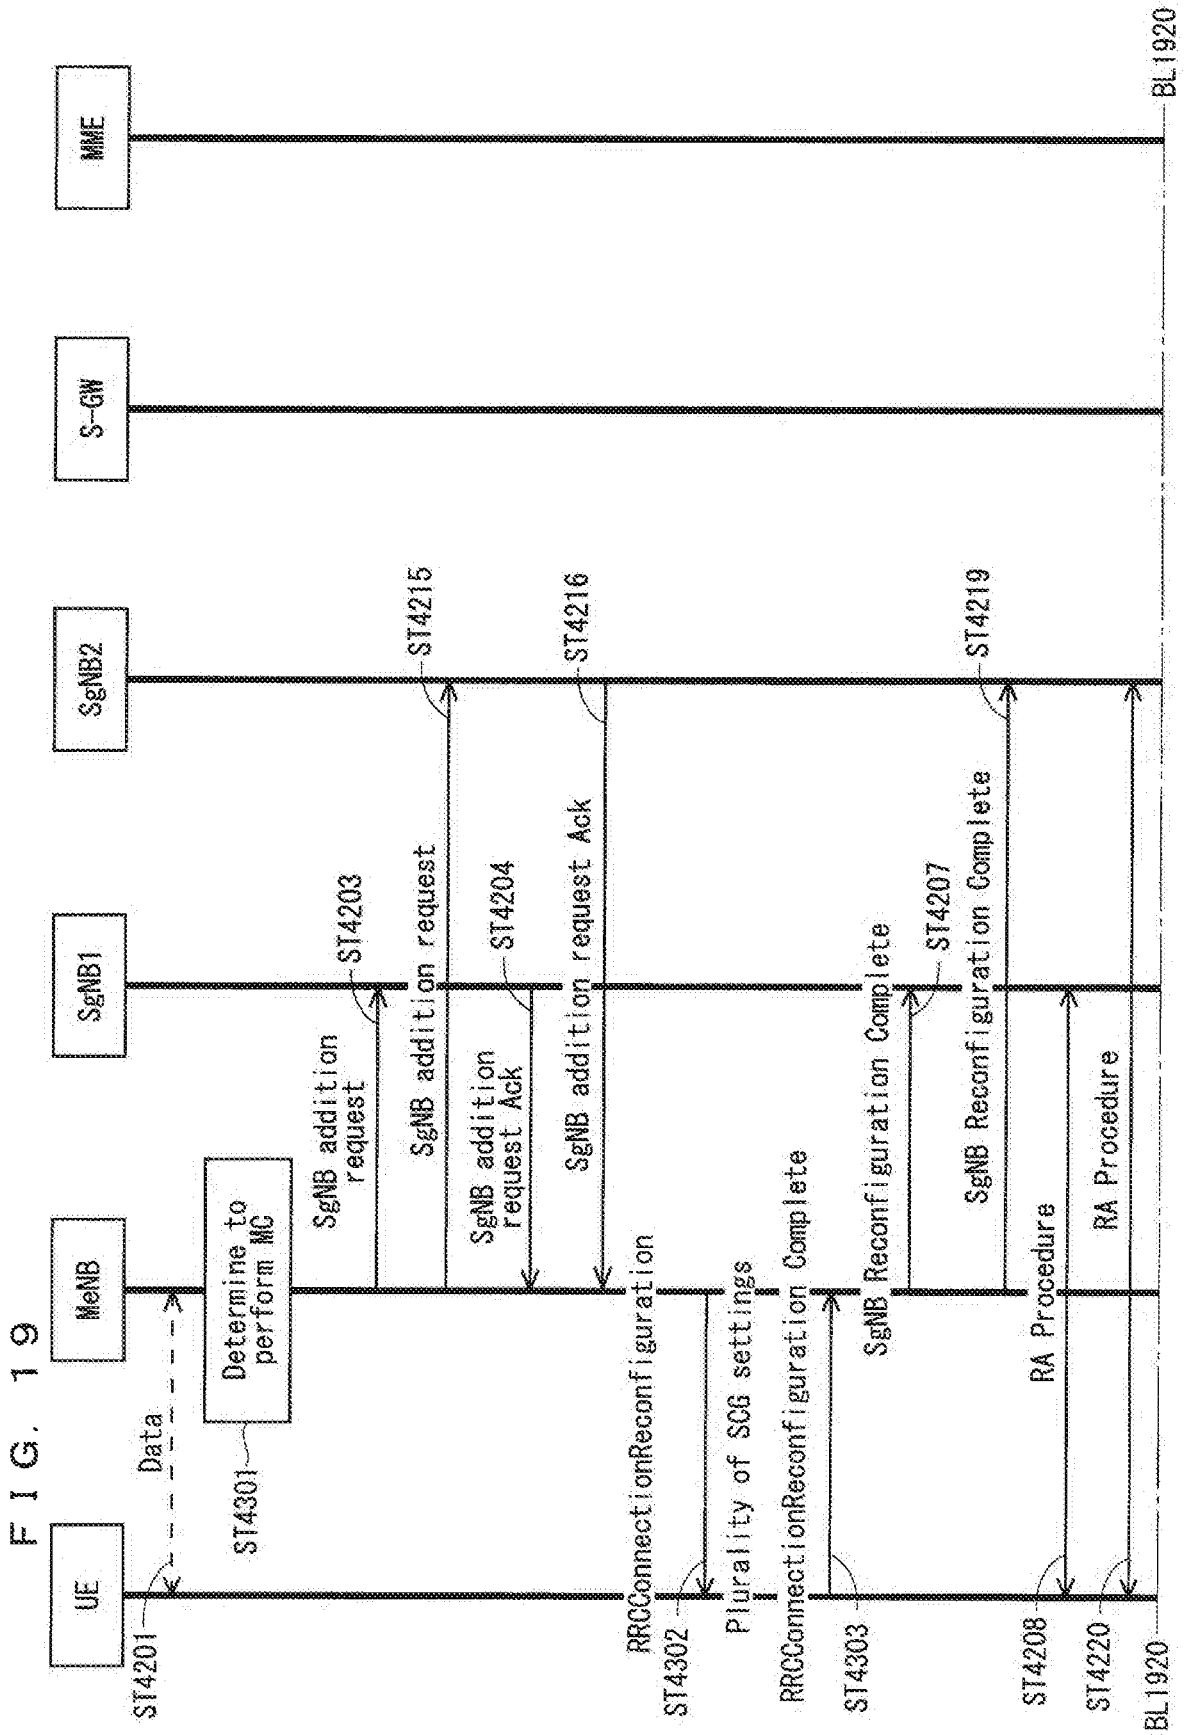 FIG. 19
UE
MeNB
SgNB1
SgNB2
S-GW
MME
ST4201
Data
ST4301
Determine to
perform MC
SgNB addition
request
ST4203
SgNB addition request
ST4215
SgNB addition
request Ack
ST4204
SgNB addition request Ack
ST4216
RRCConnectionReconfiguration
ST4302
Plurality of SCG settings
RRCConnectionReconfiguration Complete
ST4303
SgNB Reconfiguration Complete
ST4207
SgNB Reconfiguration Complete
ST4219
RA Procedure
ST4208
RA Procedure
ST4220
BL1920
BL1920